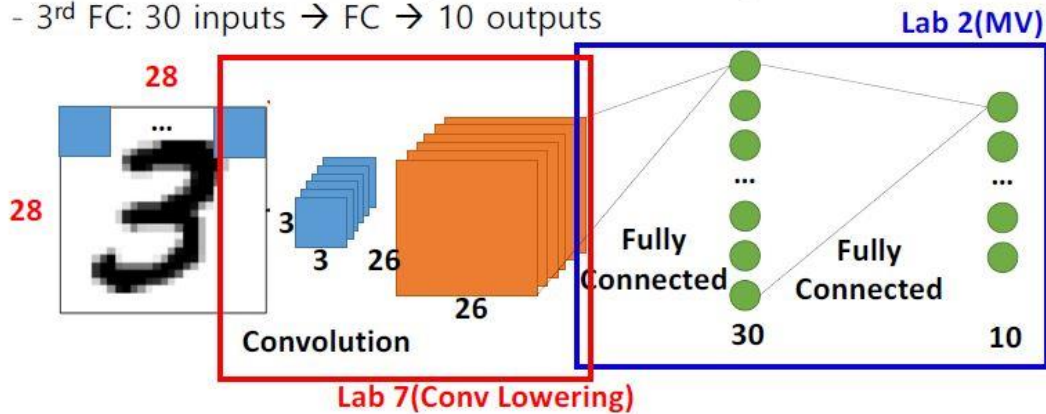 - 3rd FC: 30 inputs → FC → 10 outputs
Lab 2(MV)
28
...
28
3
3
26
26
Convolution
Lab 7(Conv Lowering)
Fully
Connected
...
30
Fully
Connected
...
10